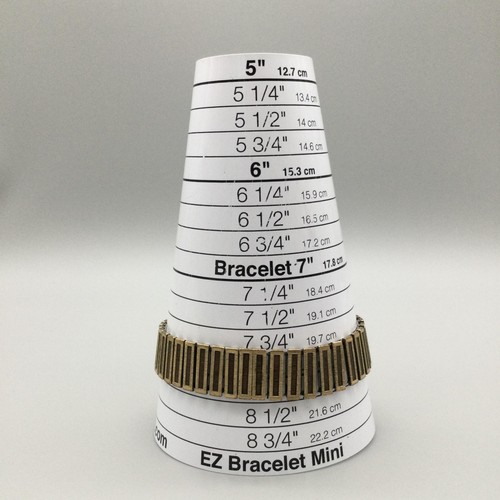 5" 12.7 cm
5 1/4" 13.4 cm
5 1/2" 14 cm
5 3/4" 14.6 cm
6" 15.3 cm
6 1/4" 15.9 cm
6 1/2" 16.5 cm
6 3/4" 17.2 cm
Bracelet 7" 17.8 cm
7 1/4" 18.4 cm
7 1/2" 19.1 cm
7 3/4" 19.7 cm
8 1/2" 21.6 cm
8 3/4" 22.2 cm
.com
EZ Bracelet Mini